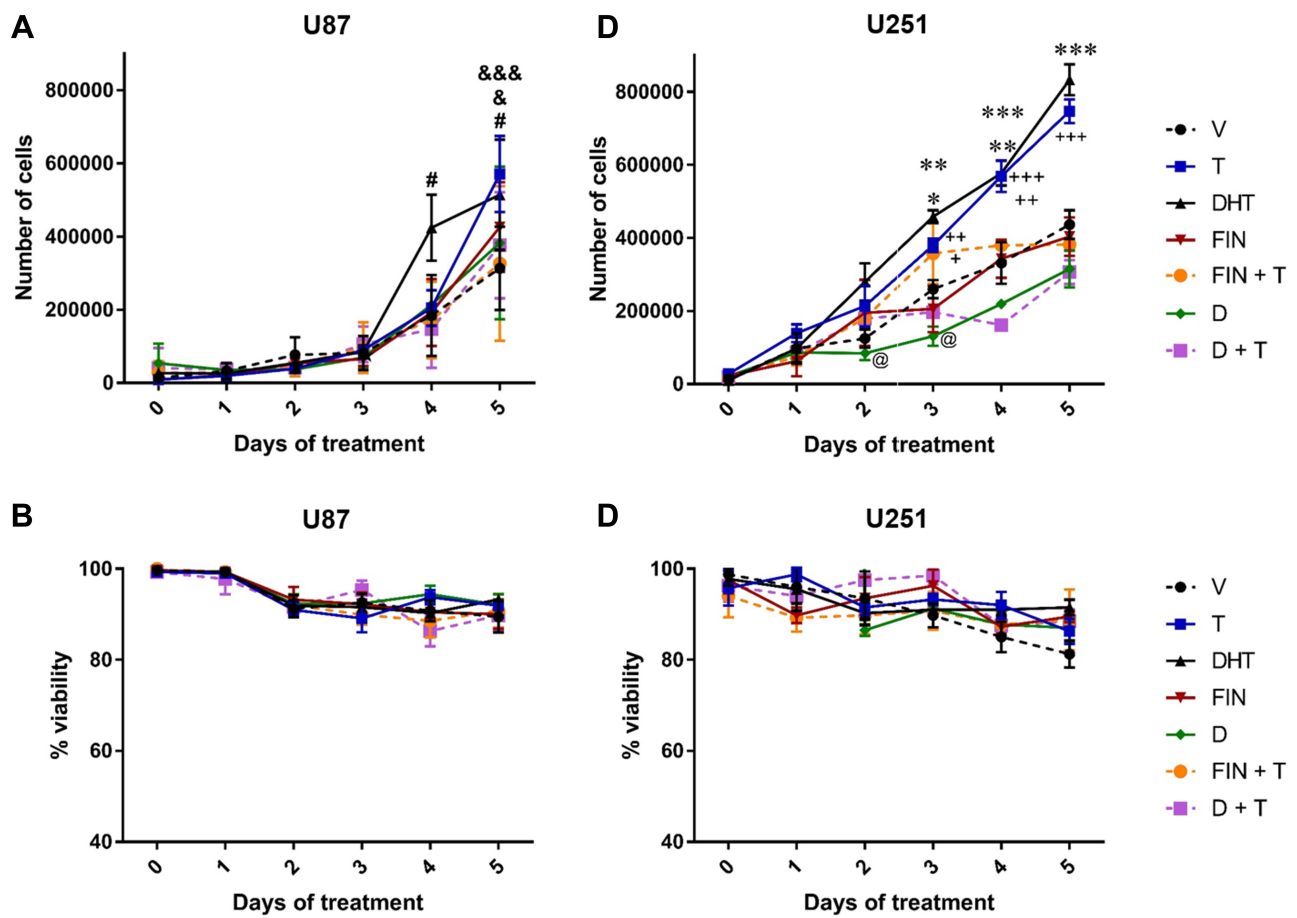 A
U87
Number of cells
800000
600000
400000
200000
0
&&&
&
#
#
0 1 2 3 4 5
Days of treatment
D
U251
Number of cells
800000
600000
400000
200000
0
***
***
**
**
*
+++
+++
++
++
+
@
@
0 1 2 3 4 5
Days of treatment
V
T
DHT
FIN
FIN + T
D
D + T
B
U87
% viability
100
80
60
40
0 1 2 3 4 5
Days of treatment
D
U251
% viability
100
80
60
40
0 1 2 3 4 5
Days of treatment
V
T
DHT
FIN
D
FIN + T
D + T